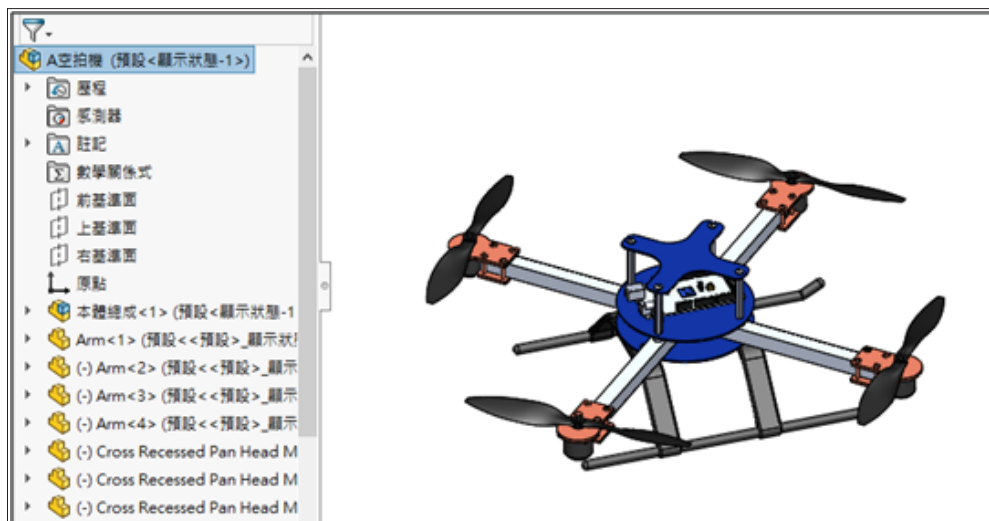 A空拍機 (預設<顯示狀態-1>)
歷程
感測器
註記
數學關係式
前基準面
上基準面
右基準面
原點
本體總成<1> (預設<顯示狀態-1
Arm<1> (預設<<預設>_顯示狀
(-) Arm<2> (預設<<預設>_顯示
(-) Arm<3> (預設<<預設>_顯示
(-) Arm<4> (預設<<預設>_顯示
(-) Cross Recessed Pan Head M
(-) Cross Recessed Pan Head M
(-) Cross Recessed Pan Head M